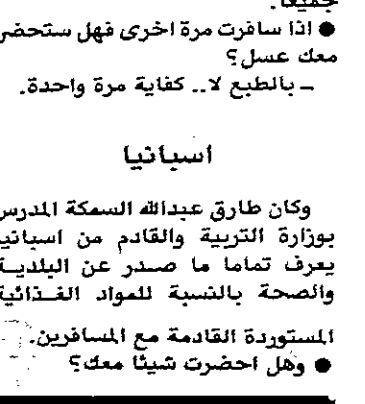 جميعا.
● اذا سافرت مرة اخرى فهل ستحضر
معك عسل؟
ـ بالطبع لا.. كفاية مرة واحدة.
اسبانيا
وكان طارق عبدالله السمكة المدرس
بوزارة التربية والقادم من اسبانيا
يعرف تماما ما صدر عن البلدية
والصحة بالنسبة للمواد الغذائية
المستوردة القادمة مع المسافرين.
● وهل احضرت شيئا معك؟